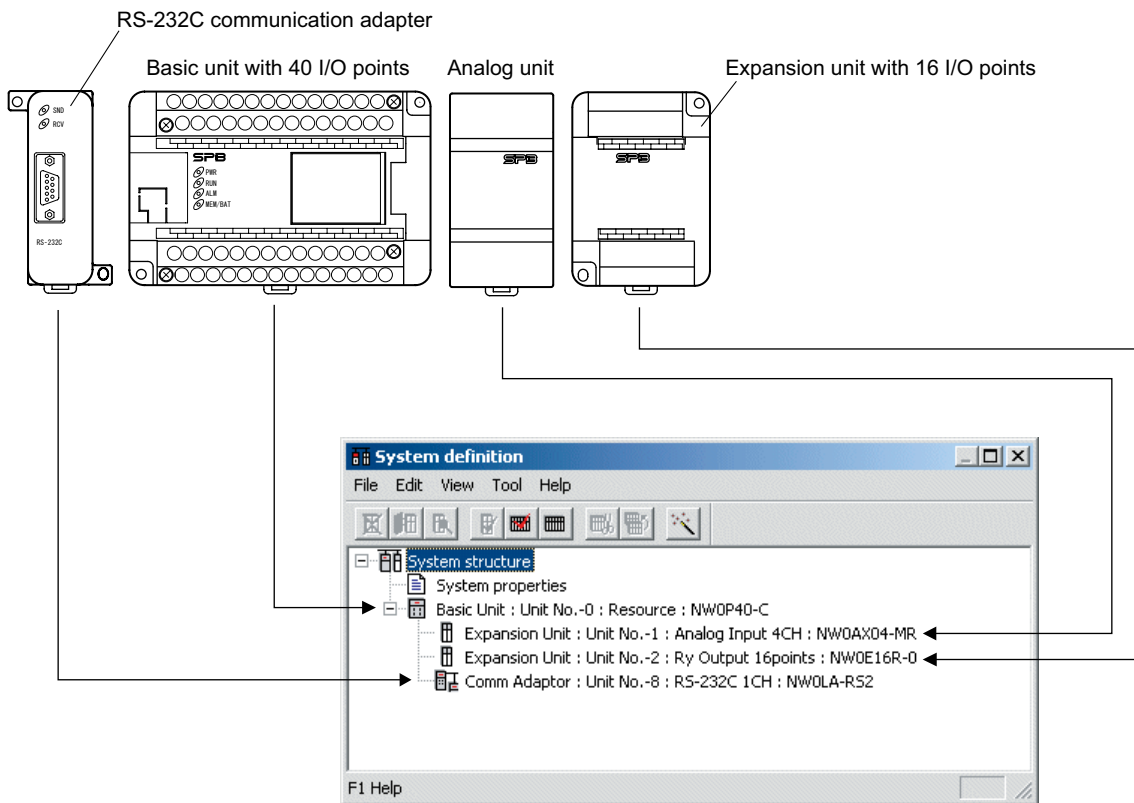 RS-232C communication adapter
Basic unit with 40 I/O points
Analog unit
Expansion unit with 16 I/O points
SND
RCV
RS-232C
SPB
PWR
RUN
ALM
MEM/BAT
SPB
SPB
System definition
File Edit View Tool Help
System structure
System properties
Basic Unit : Unit No.-0 : Resource : NW0P40-C
Expansion Unit : Unit No.-1 : Analog Input 4CH : NW0AX04-MR
Expansion Unit : Unit No.-2 : Ry Output 16points : NW0E16R-0
Comm Adaptor : Unit No.-8 : RS-232C 1CH : NW0LA-RS2
F1 Help